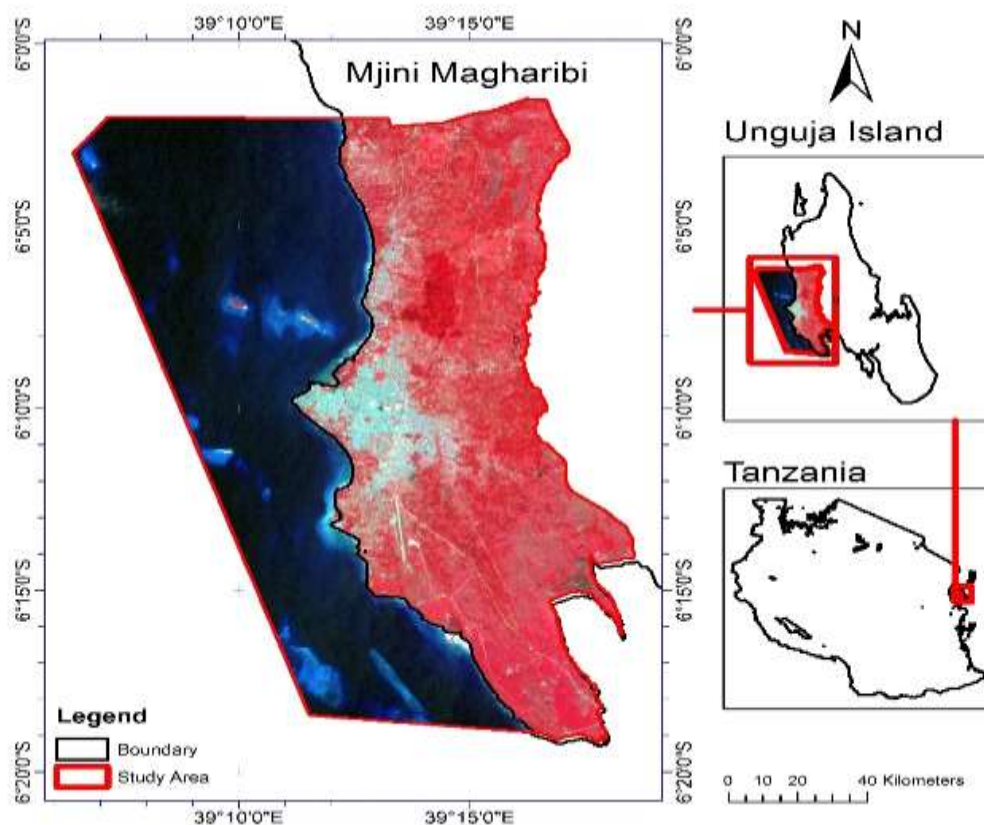 39°10'0"E 39°15'0"E
6°0'0"S 6°0'0"S
Mjini Magharibi
N
Unguja Island
6°5'0"S 6°5'0"S
6°10'0"S 6°10'0"S
Tanzania
6°15'0"S 6°15'0"S
Legend
Boundary
Study Area
6°20'0"S 6°20'0"S
0 10 20 40 Kilometers
39°10'0"E 39°15'0"E